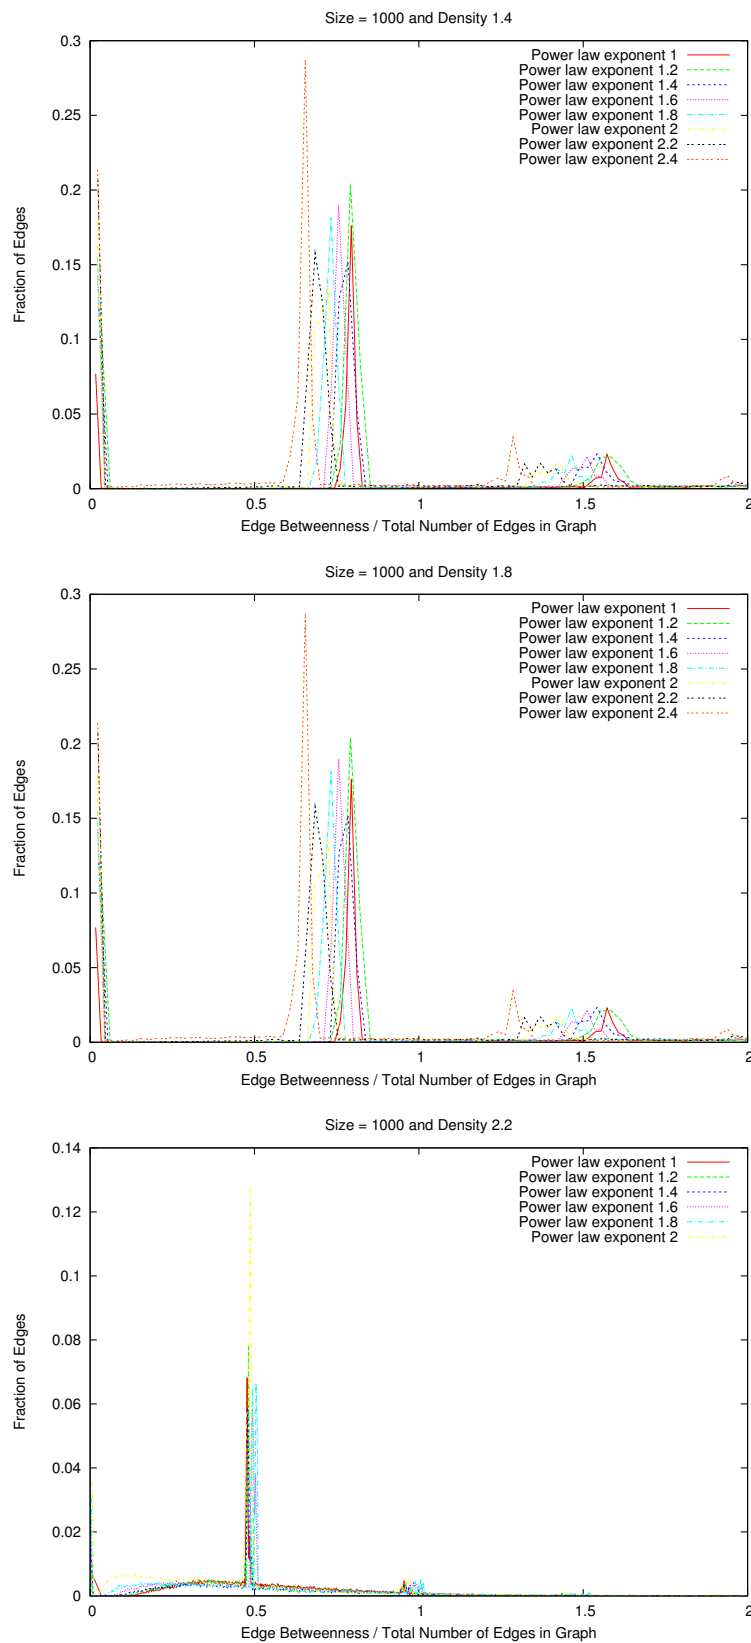 Size = 1000 and Density 1.4
0.3
0.25
0.2
0.15
0.1
0.05
0
Fraction of Edges
Power law exponent 1
Power law exponent 1.2
Power law exponent 1.4
Power law exponent 1.6
Power law exponent 1.8
Power law exponent 2
Power law exponent 2.2
Power law exponent 2.4
0 0.5 1 1.5 2
Edge Betweenness / Total Number of Edges in Graph
Size = 1000 and Density 1.8
0.3
0.25
0.2
0.15
0.1
0.05
0
Fraction of Edges
Power law exponent 1
Power law exponent 1.2
Power law exponent 1.4
Power law exponent 1.6
Power law exponent 1.8
Power law exponent 2
Power law exponent 2.2
Power law exponent 2.4
0 0.5 1 1.5 2
Edge Betweenness / Total Number of Edges in Graph
Size = 1000 and Density 2.2
0.14
0.12
0.1
0.08
0.06
0.04
0.02
0
Fraction of Edges
Power law exponent 1
Power law exponent 1.2
Power law exponent 1.4
Power law exponent 1.6
Power law exponent 1.8
Power law exponent 2
0 0.5 1 1.5 2
Edge Betweenness / Total Number of Edges in Graph